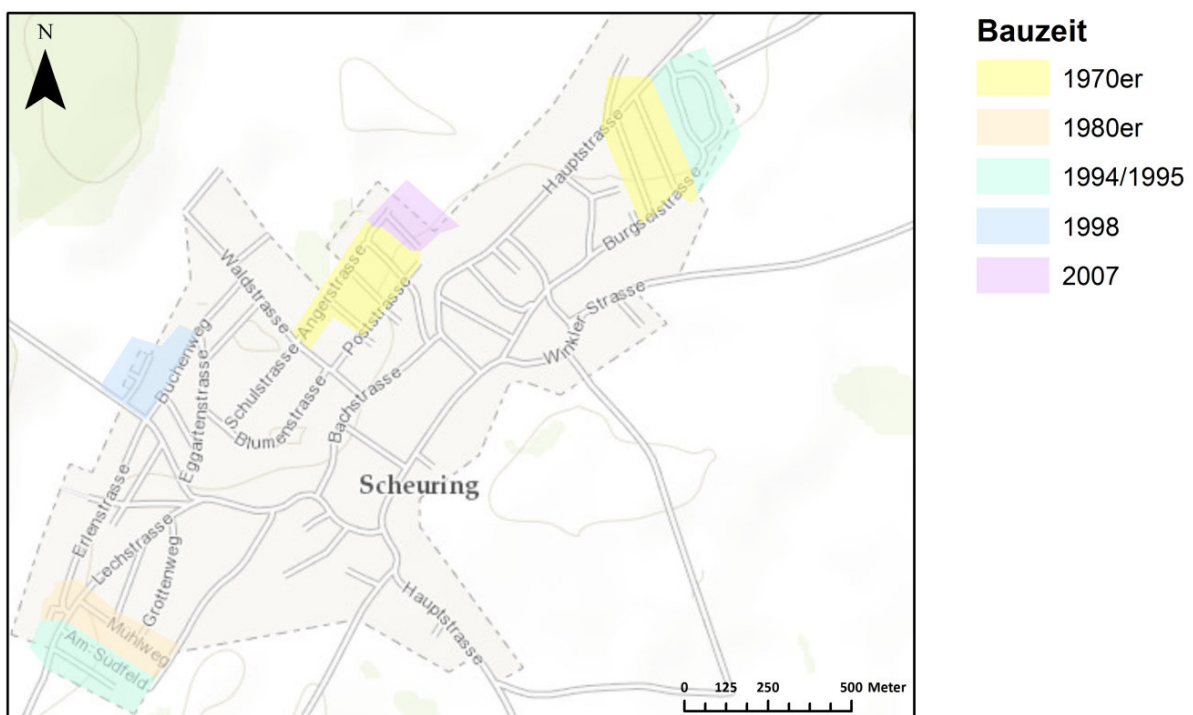 N
Bauzeit
1970er
1980er
1994/1995
1998
2007
Hauptstrasse
Burgselstrasse
Waldstrasse
Angerstrasse
Poststrasse
Winkler-Strasse
Buchenweg
Schulstrasse
Eggartenstrasse
Blumenstrasse
Bachstrasse
Scheuring
Erlenstrasse
Lechstrasse
Grottenweg
Hauptstrasse
Mühlweg
Am-Südfeld
0 125 250 500 Meter